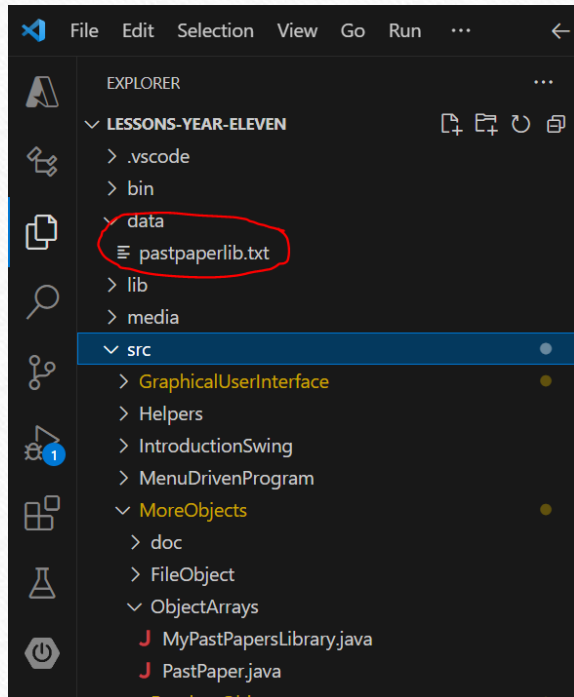 File Edit Selection View Go Run ...
EXPLORER ...
LESSONS-YEAR-ELEVEN
.vscode
bin
data
pastpaperlib.txt
lib
media
src
GraphicalUserInterface
Helpers
IntroductionSwing
MenuDrivenProgram
MoreObjects
doc
FileObject
ObjectArrays
J MyPastPapersLibrary.java
J PastPaper.java
1